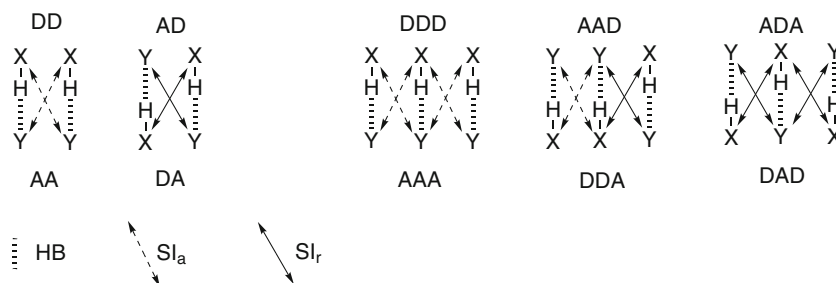 DD AD DDD AAD ADA
X X Y X X X X Y Y X Y X Y
H H H H H H H H H H H H H
Y Y X Y Y Y Y X X Y X Y X
AA DA AAA DDA DAD
HB SIa SIr